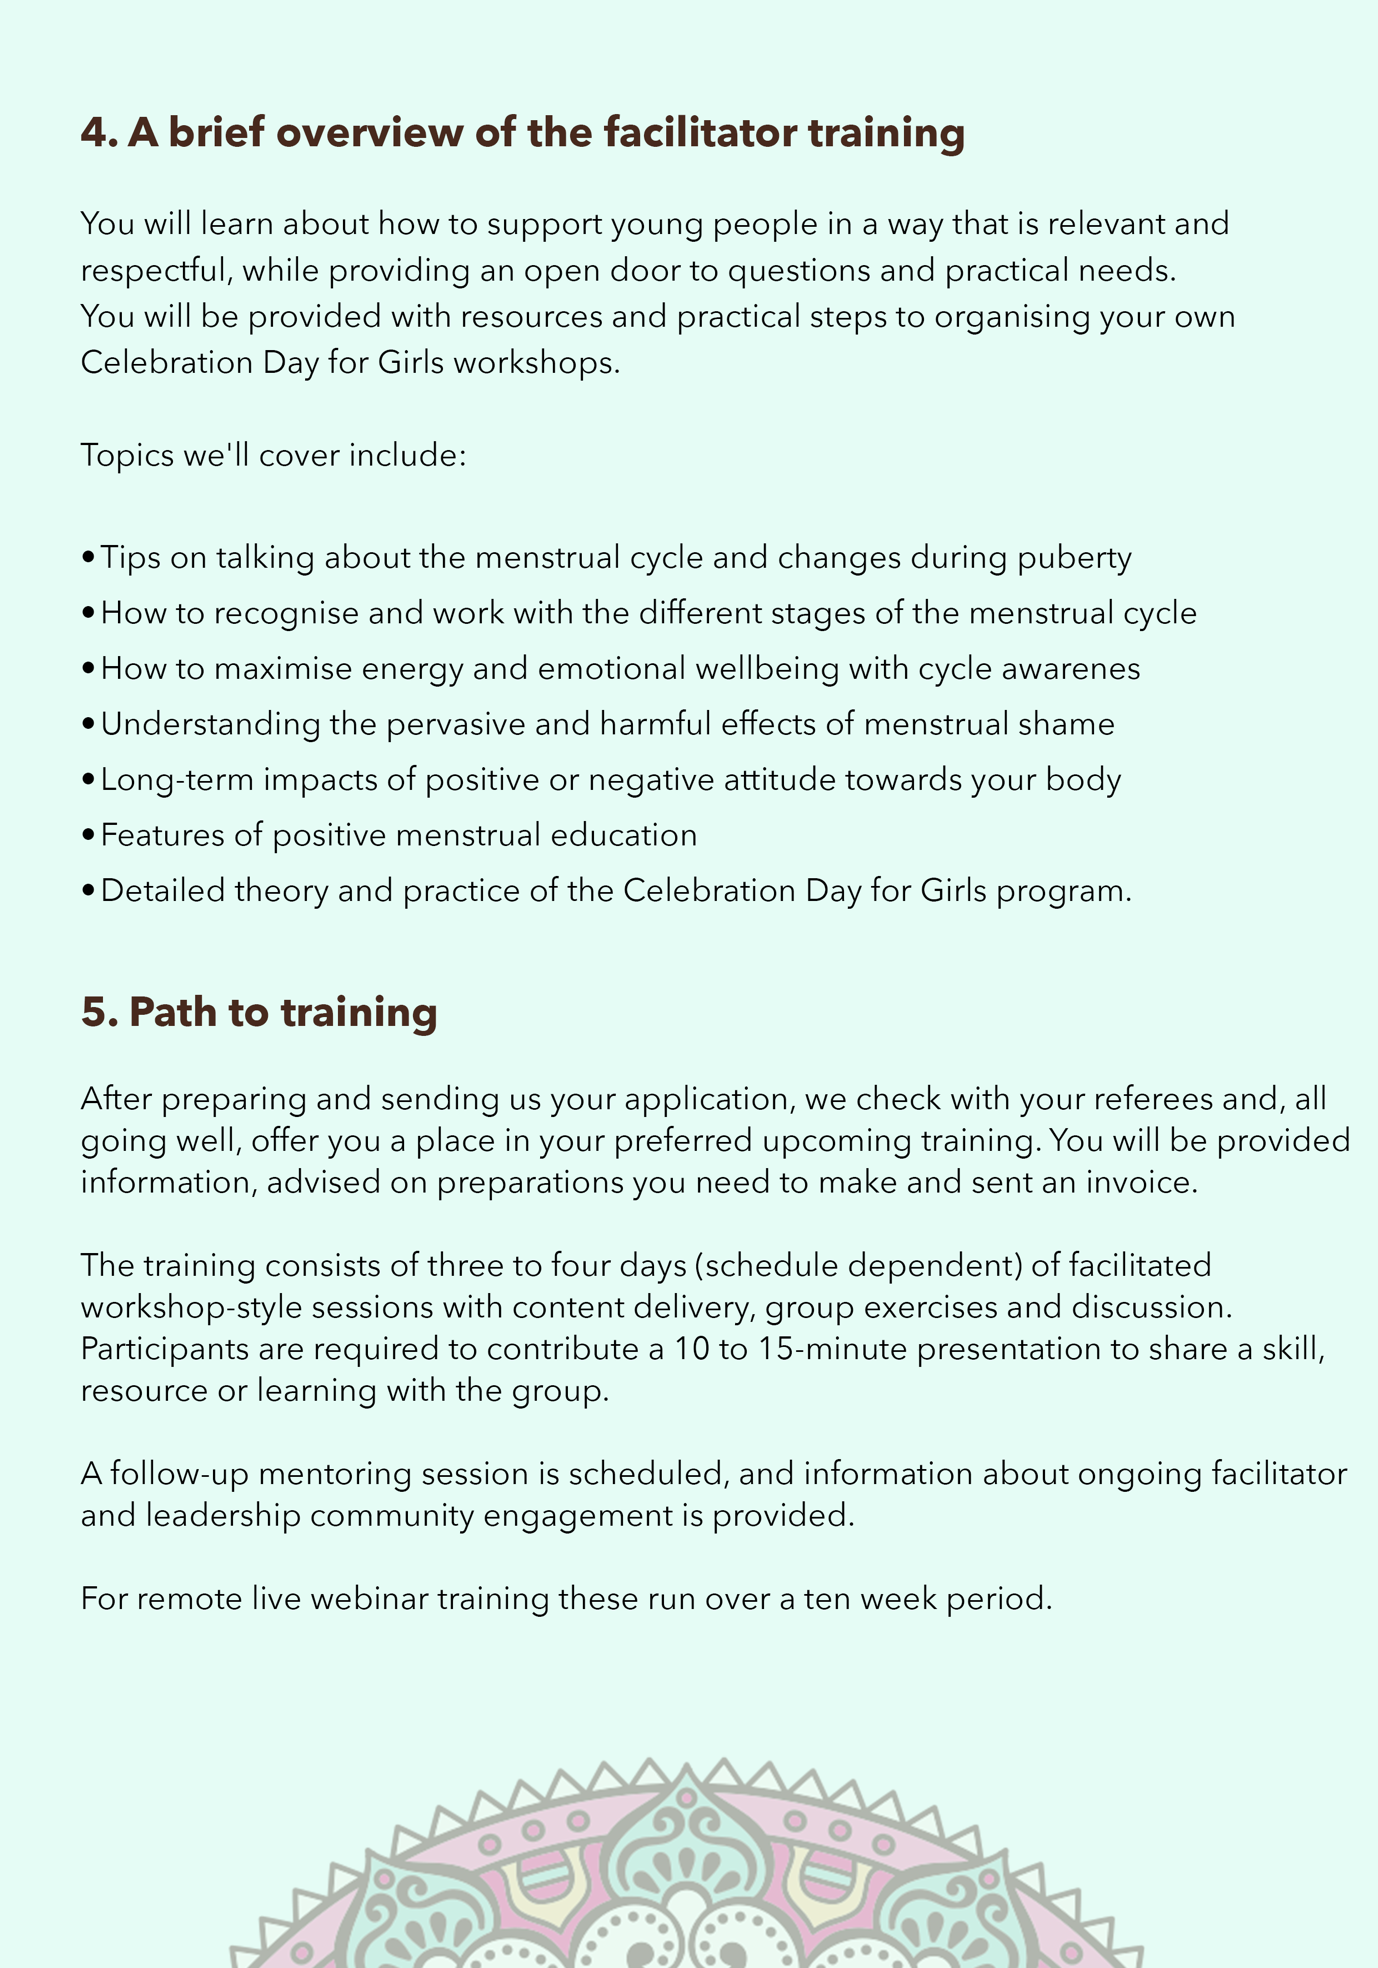 4. A brief overview of the facilitator training
You will learn about how to support young people in a way that is relevant and
respectful, while providing an open door to questions and practical needs.
You will be provided with resources and practical steps to organising your own
Celebration Day for Girls workshops.
Topics we'll cover include:
•Tips on talking about the menstrual cycle and changes during puberty
•How to recognise and work with the different stages of the menstrual cycle
•How to maximise energy and emotional wellbeing with cycle awarenes
•Understanding the pervasive and harmful effects of menstrual shame
•Long-term impacts of positive or negative attitude towards your body
•Features of positive menstrual education
•Detailed theory and practice of the Celebration Day for Girls program.
5. Path to training
After preparing and sending us your application, we check with your referees and, all
going well, offer you a place in your preferred upcoming training. You will be provided
information, advised on preparations you need to make and sent an invoice.
The training consists of three to four days (schedule dependent) of facilitated
workshop-style sessions with content delivery, group exercises and discussion.
Participants are required to contribute a 10 to 15-minute presentation to share a skill,
resource or learning with the group.
A follow-up mentoring session is scheduled, and information about ongoing facilitator
and leadership community engagement is provided.
For remote live webinar training these run over a ten week period.